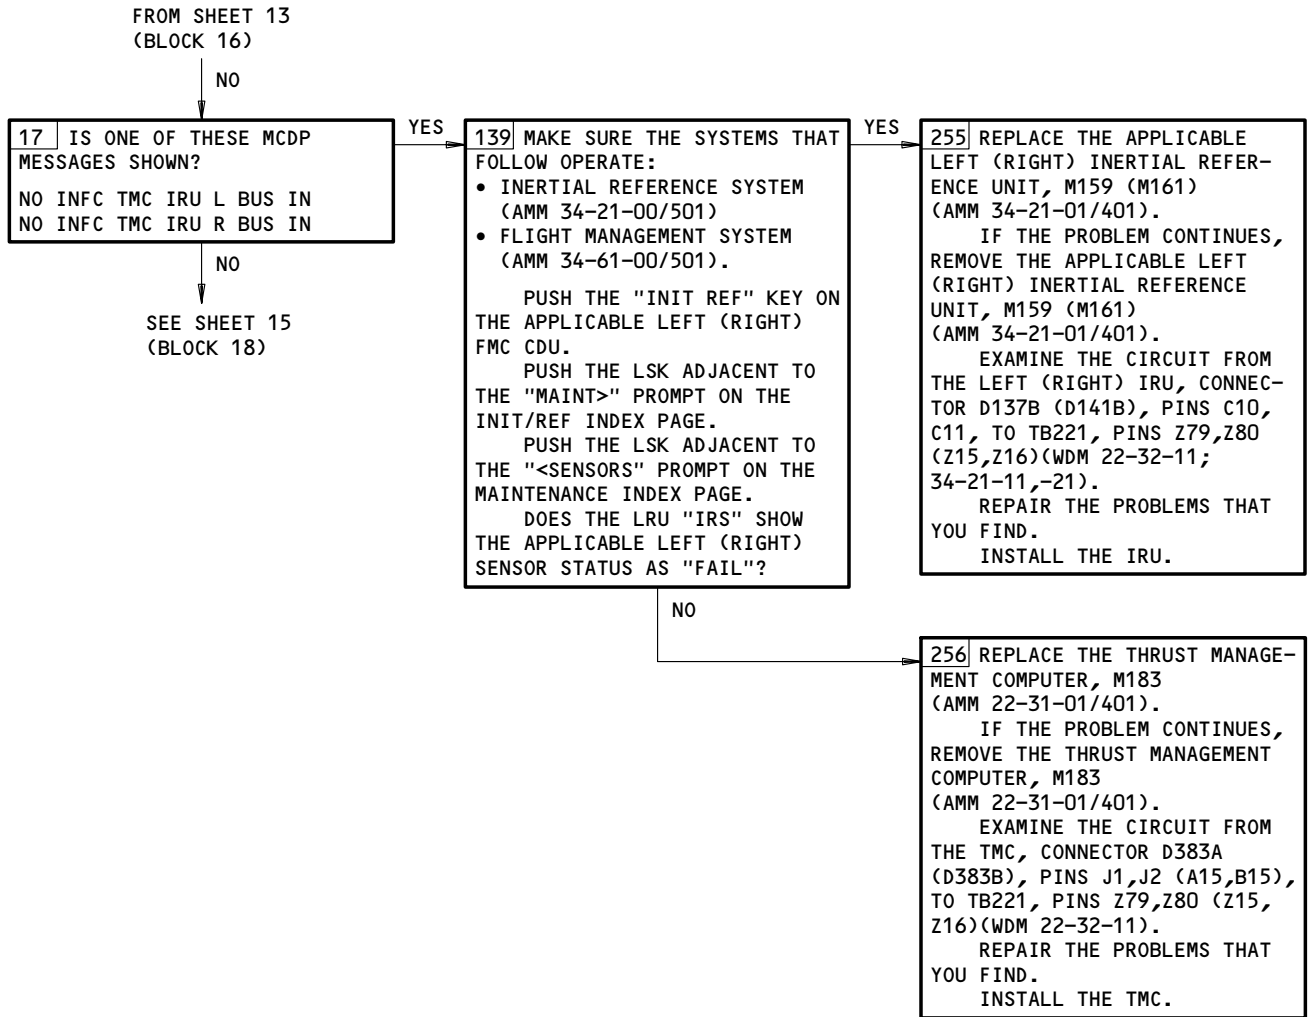 FROM SHEET 13
(BLOCK 16)
NO
17 IS ONE OF THESE MCDP
MESSAGES SHOWN?
NO INFC TMC IRU L BUS IN
NO INFC TMC IRU R BUS IN
NO
SEE SHEET 15
(BLOCK 18)
YES
139 MAKE SURE THE SYSTEMS THAT
FOLLOW OPERATE:
• INERTIAL REFERENCE SYSTEM
(AMM 34-21-00/501)
• FLIGHT MANAGEMENT SYSTEM
(AMM 34-61-00/501).
PUSH THE "INIT REF" KEY ON
THE APPLICABLE LEFT (RIGHT)
FMC CDU.
PUSH THE LSK ADJACENT TO
THE "MAINT>" PROMPT ON THE
INIT/REF INDEX PAGE.
PUSH THE LSK ADJACENT TO
THE "<SENSORS" PROMPT ON THE
MAINTENANCE INDEX PAGE.
DOES THE LRU "IRS" SHOW
THE APPLICABLE LEFT (RIGHT)
SENSOR STATUS AS "FAIL"?
YES
255 REPLACE THE APPLICABLE
LEFT (RIGHT) INERTIAL REFER-
ENCE UNIT, M159 (M161)
(AMM 34-21-01/401).
IF THE PROBLEM CONTINUES,
REMOVE THE APPLICABLE LEFT
(RIGHT) INERTIAL REFERENCE
UNIT, M159 (M161)
(AMM 34-21-01/401).
EXAMINE THE CIRCUIT FROM
THE LEFT (RIGHT) IRU, CONNEC-
TOR D137B (D141B), PINS C10,
C11, TO TB221, PINS Z79,Z80
(Z15,Z16)(WDM 22-32-11;
34-21-11,-21).
REPAIR THE PROBLEMS THAT
YOU FIND.
INSTALL THE IRU.
NO
256 REPLACE THE THRUST MANAGE-
MENT COMPUTER, M183
(AMM 22-31-01/401).
IF THE PROBLEM CONTINUES,
REMOVE THE THRUST MANAGEMENT
COMPUTER, M183
(AMM 22-31-01/401).
EXAMINE THE CIRCUIT FROM
THE TMC, CONNECTOR D383A
(D383B), PINS J1,J2 (A15,B15),
TO TB221, PINS Z79,Z80 (Z15,
Z16)(WDM 22-32-11).
REPAIR THE PROBLEMS THAT
YOU FIND.
INSTALL THE TMC.